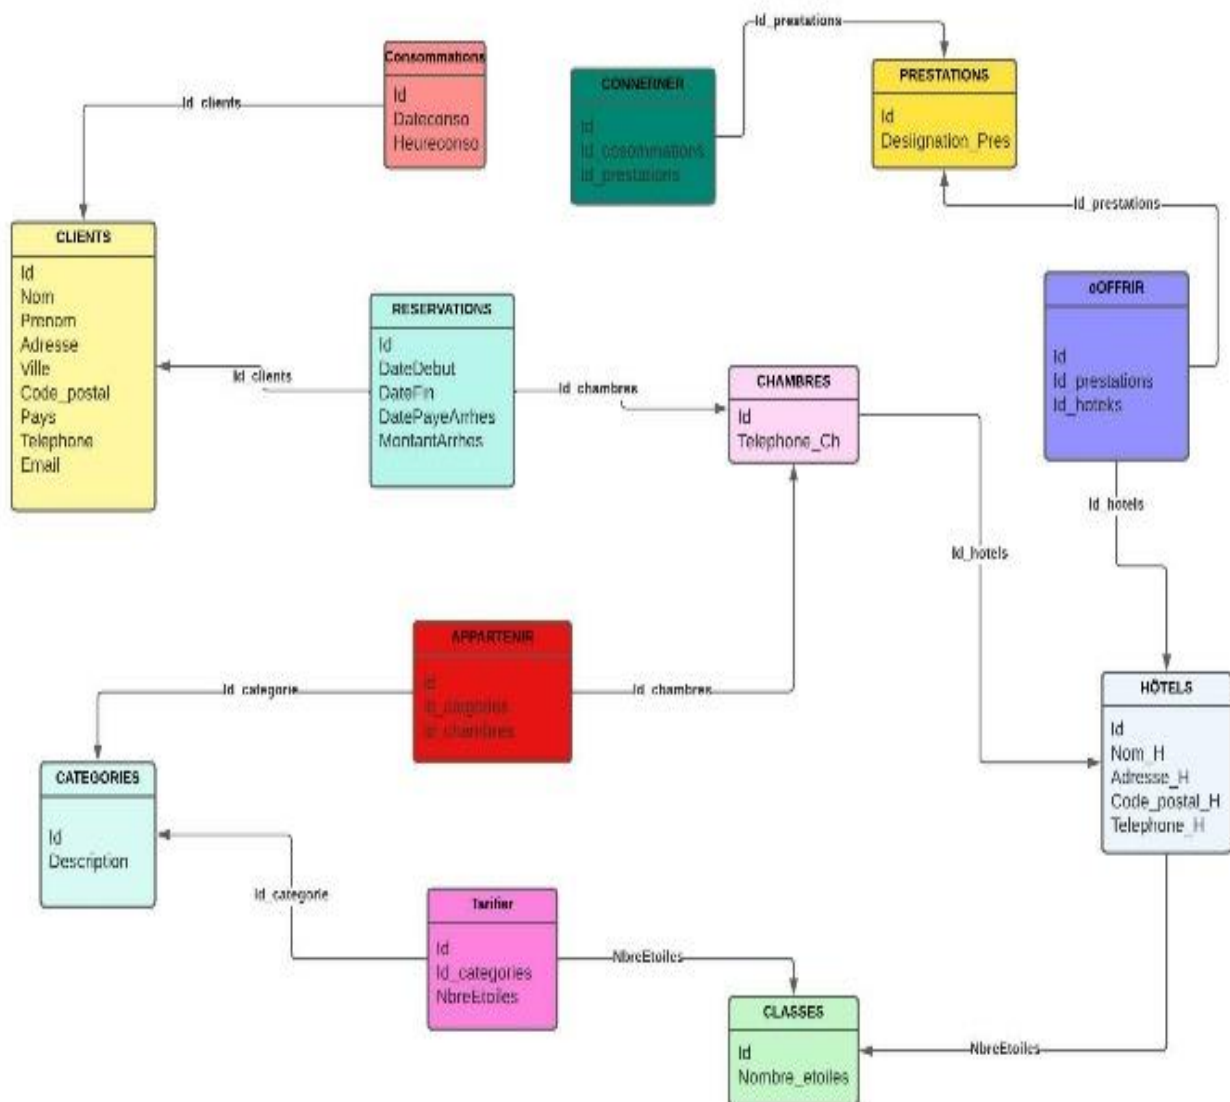 Id_prestations
Consommations
Id
Dateconso
Heureconso
Id_clients
CONNERNER
Id
Id_cosommations
Id_prestations
PRESTATIONS
Id
Desiignation_Pres
Id_prestations
CLIENTS
Id
Nom
Prenom
Adresse
Ville
Code_postal
Pays
Telephone
Email
RESERVATIONS
Id
DateDebut
DateFin
DatePayeArrhes
MontantArrhes
Id_clients
Id_chambres
CHAMBRES
Id
Telephone_Ch
eOFFRIR
Id
Id_prestations
Id_hoteks
Id_hotels
Id_hotels
APPARTENIR
Id
Id_ctegories
Id_chambres
Id_categorie
Id_chambres
HÔTELS
Id
Nom_H
Adresse_H
Code_postal_H
Telephone_H
CATEGORIES
Id
Description
Id_categorie
Tarifier
Id
Id_categories
NbreEtoiles
NbreEtoiles
CLASSES
Id
Nombre_etoiles
NbreEtoiles